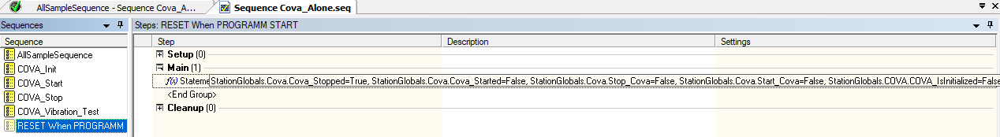 AllSampleSequence - Sequence Cova_A...
Sequence Cova_Alone.seq
Sequences
Steps: RESET When PROGRAMM START
Sequence
AllSampleSequence
COVA_Init
COVA_Start
COVA_Stop
COVA_Vibration_Test
RESET When PROGRAMM
Step Description Settings
Setup (0)
Main (1)
f(x) Stateme StationGlobals.Cova.Cova_Stopped=True, StationGlobals.Cova.Cova_Started=False, StationGlobals.Cova.Stop_Cova=False, StationGlobals.Cova.Start_Cova=False, StationGlobals.COVA.COVA_IsInitialized=False
<End Group>
Cleanup (0)